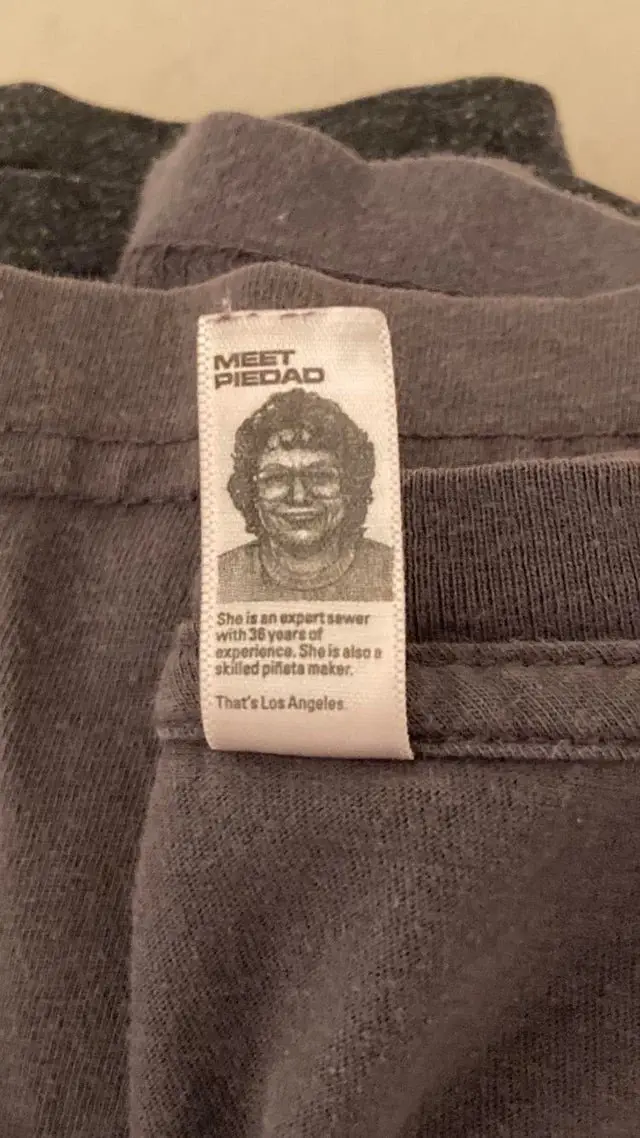 MEET
PIEDAD
She is an expert sewer
with 36 years of
experience. She is also a
skilled piñata maker.
That's Los Angeles.